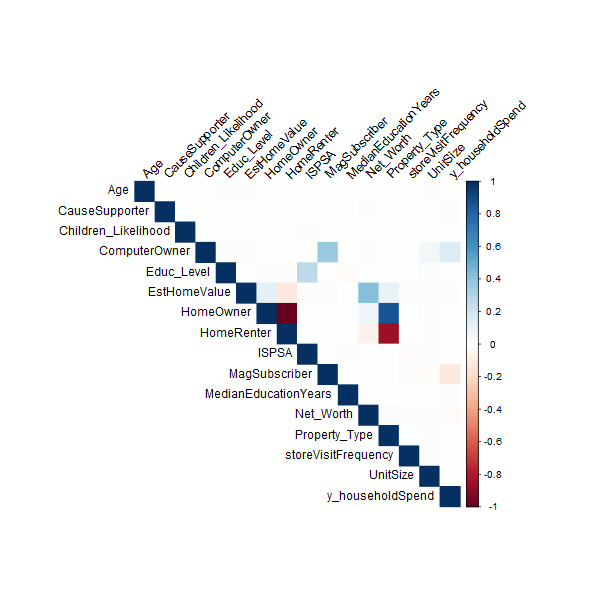 Age
CauseSupporter
Children_Likelihood
ComputerOwner
Educ_Level
EstHomeValue
HomeOwner
HomeRenter
ISPSA
MagSubscriber
MedianEducationYears
Net_Worth
Property_Type
storeVisitFrequency
UnitSize
y_householdSpend
Age
CauseSupporter
Children_Likelihood
ComputerOwner
Educ_Level
EstHomeValue
HomeOwner
HomeRenter
ISPSA
MagSubscriber
MedianEducationYears
Net_Worth
Property_Type
storeVisitFrequency
UnitSize
y_householdSpend
1
0.8
0.6
0.4
0.2
0
-0.2
-0.4
-0.6
-0.8
-1